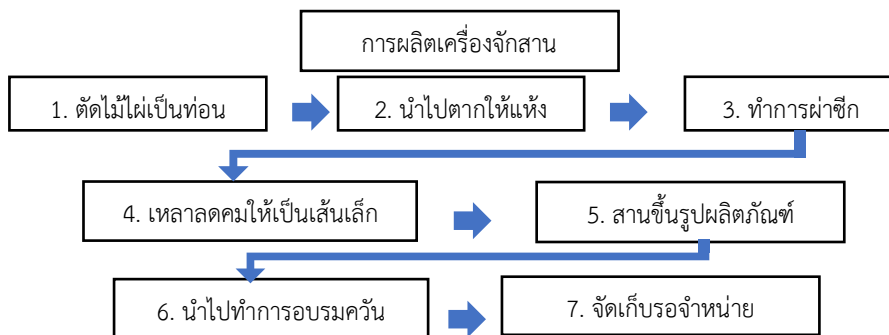 การผลิตเครื่องจักสาน
1. ตัดไม้ไผ่เป็นท่อน
2. นำไปตากให้แห้ง
3. ทำการผ่าซีก
4. เหลาลดคมให้เป็นเส้นเล็ก
5. สานขึ้นรูปผลิตภัณฑ์
6. นำไปทำการอบรมควัน
7. จัดเก็บรอจำหน่าย